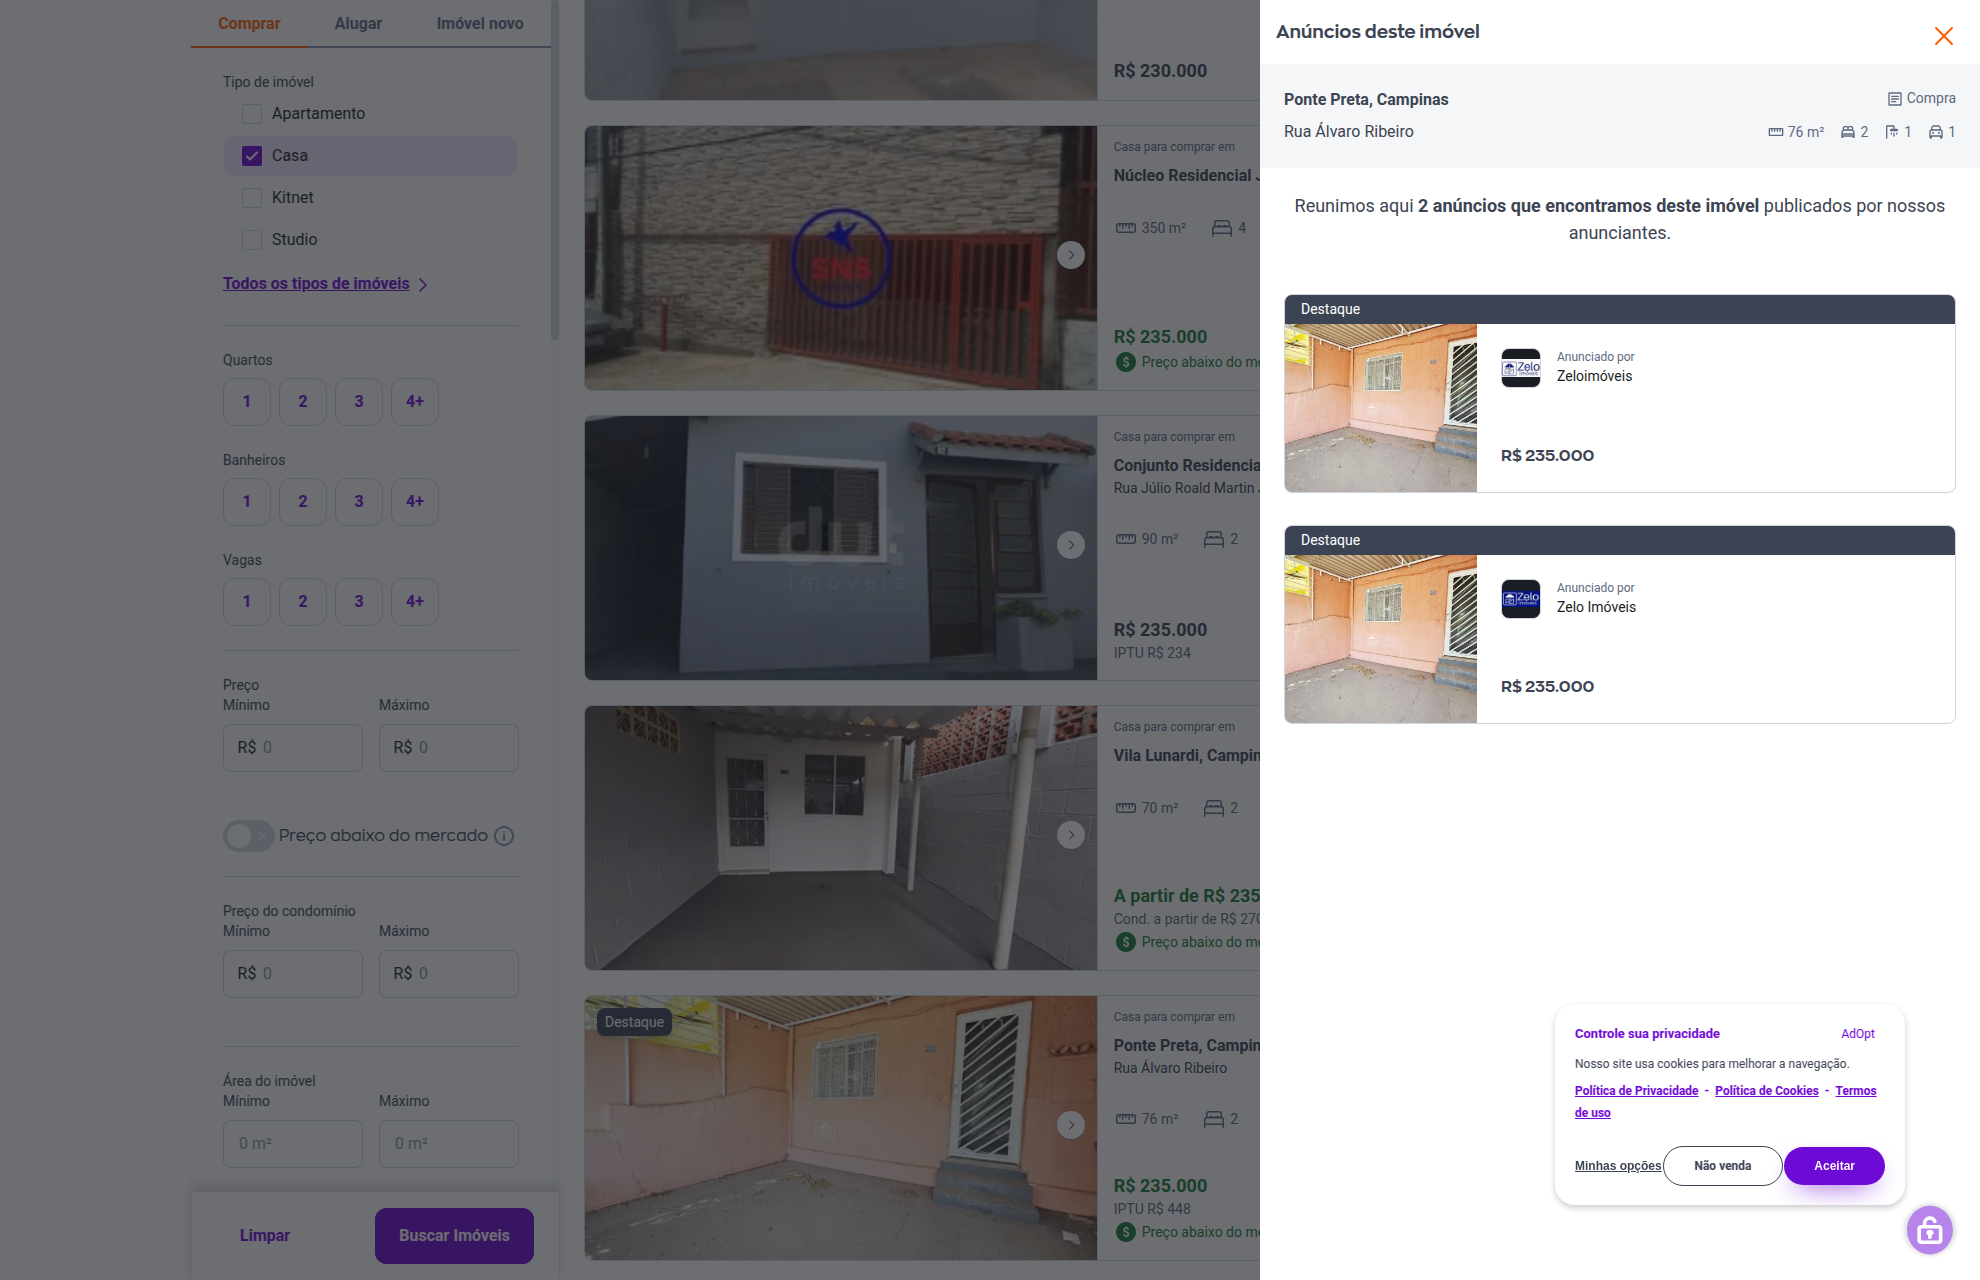 Comprar
Alugar
Imóvel novo
Tipo de imóvel
Apartamento
Casa
Kitnet
Studio
Todos os tipos de imóveis
Quartos
1
2
3
4+
Banheiros
1
2
3
4+
Vagas
1
2
3
4+
Preço
Mínimo
Máximo
R$ 0
R$ 0
Preço abaixo do mercado
Preço do condomínio
Mínimo
Máximo
R$ 0
R$ 0
Área do imóvel
Mínimo
Máximo
0 m²
0 m²
Limpar
Buscar Imóveis
R$ 230.000
SNS
Casa para comprar em
Núcleo Residencial
350 m²
4
R$ 235.000
Preço abaixo do
dut
imóveis
Casa para comprar em
Conjunto
Rua Júlio Roald Martin
90 m²
2
R$ 235.000
IPTU R$ 234
Casa para comprar em
Vila Lunardi,
70 m²
2
A partir de R$ 235
Cond. a partir de R$ 270
Preço abaixo do
Destaque
Casa para comprar em
Ponte Preta,
Rua Álvaro Ribeiro
76 m²
2
R$ 235.000
IPTU R$ 448
Preço abaixo do
Anúncios deste imóvel
Ponte Preta, Campinas
Compra
Rua Álvaro Ribeiro
76 m²
2
1
1
Reunimos aqui 2 anúncios que encontramos deste imóvel publicados por nossos
anunciantes.
Destaque
Zelo
Anunciado por
Zeloimóveis
R$ 235.000
Destaque
Zelo
Anunciado por
Zelo Imóveis
R$ 235.000
Controle sua privacidade
AdOpt
Nosso site usa cookies para melhorar a navegação.
Política de Privacidade - Política de Cookies - Termos
de uso
Minhas opções
Não venda
Aceitar